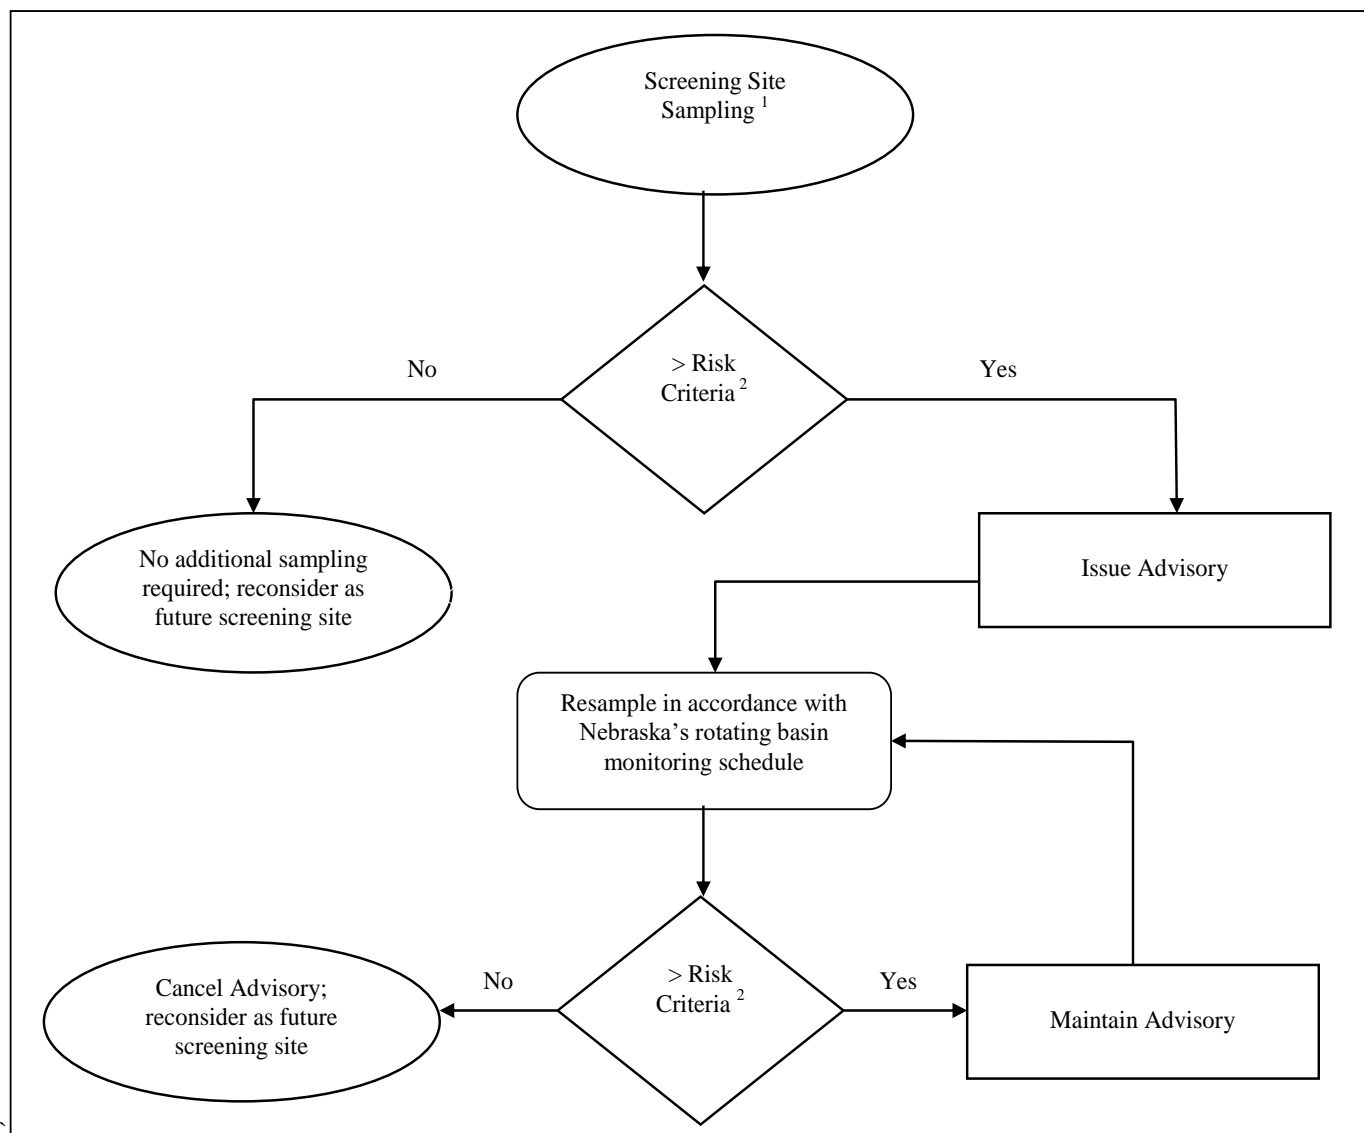 Screening Site
Sampling 1
> Risk
Criteria 2
No
Yes
No additional sampling
required; reconsider as
future screening site
Issue Advisory
Resample in accordance with
Nebraska’s rotating basin
monitoring schedule
> Risk
Criteria 2
No
Yes
Cancel Advisory;
reconsider as future
screening site
Maintain Advisory
`